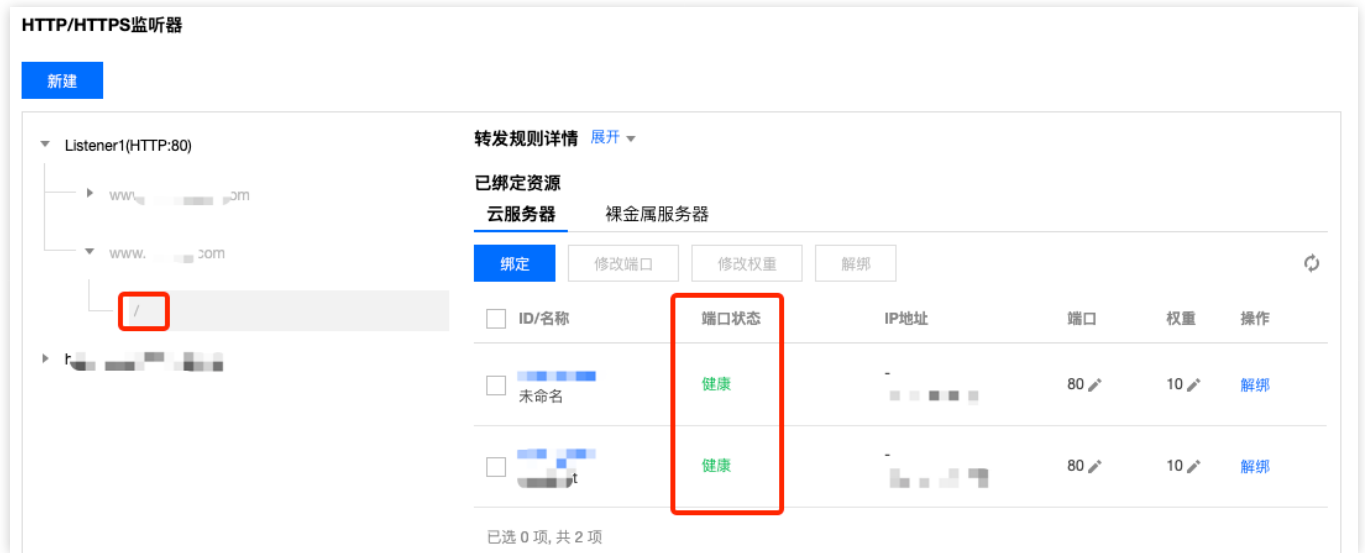 HTTP/HTTPS监听器
新建
Listener1(HTTP:80)
www.
www. .com
/
转发规则详情 展开
已绑定资源
云服务器 裸金属服务器
绑定 修改端口 修改权重 解绑
ID/名称 端口状态 IP地址 端口 权重 操作
未命名 健康 - 80 10 解绑
健康 - 80 10 解绑
已选 0 项, 共 2 项